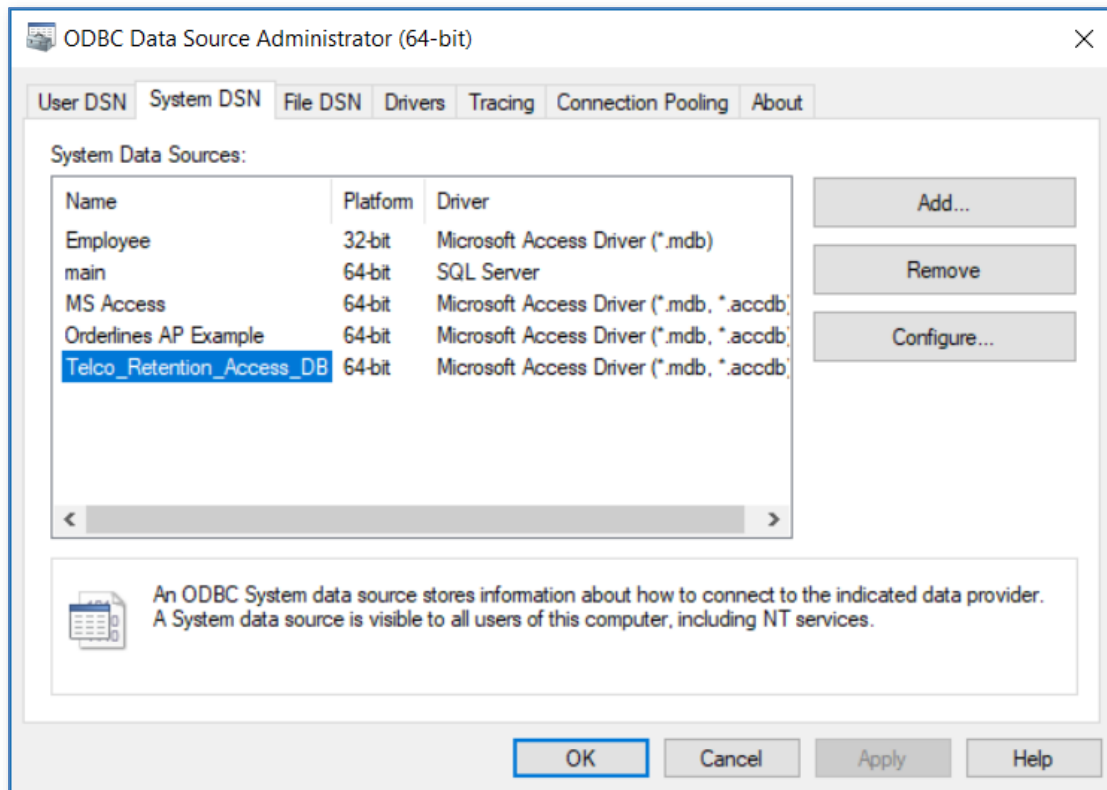 ODBC Data Source Administrator (64-bit)
User DSN System DSN File DSN Drivers Tracing Connection Pooling About
System Data Sources:
Name Platform Driver
Employee 32-bit Microsoft Access Driver (*.mdb)
main 64-bit SQL Server
MS Access 64-bit Microsoft Access Driver (*.mdb, *.accdb
Orderlines AP Example 64-bit Microsoft Access Driver (*.mdb, *.accdb
Telco_Retention_Access_DB 64-bit Microsoft Access Driver (*.mdb, *.accdb
Add...
Remove
Configure...
An ODBC System data source stores information about how to connect to the indicated data provider.
A System data source is visible to all users of this computer, including NT services.
OK Cancel Apply Help